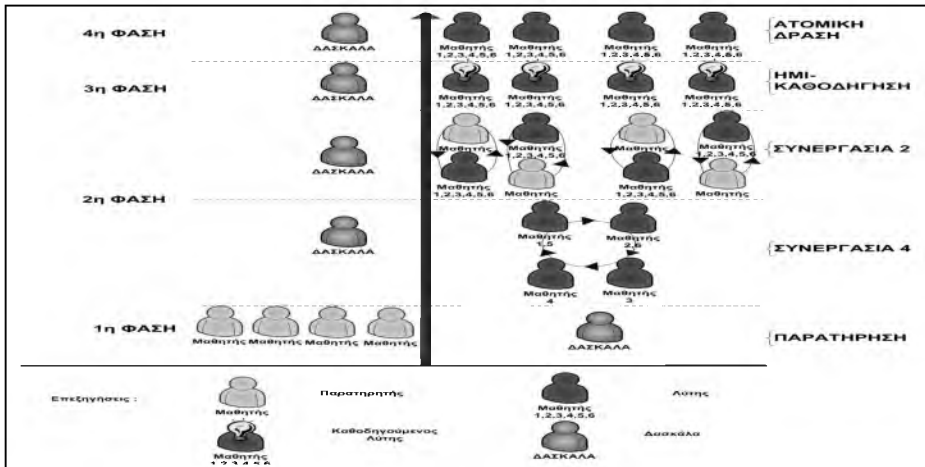 4η ΦΑΣΗ
ΔΑΣΚΑΛΑ
Μαθητής Μαθητής Μαθητής Μαθητής
1,2,3,4,5,6 1,2,3,4,5,6 1,2,3,4,5,6 1,2,3,4,5,6
ΑΤΟΜΙΚΗ
ΔΡΑΣΗ
3η ΦΑΣΗ
ΔΑΣΚΑΛΑ
Μαθητής Μαθητής Μαθητής Μαθητής
1,2,3,4,5,6 1,2,3,4,5,6 1,2,3,4,5,6 1,2,3,4,5,6
ΗΜΙ-
ΚΑΘΟΔΗΓΗΣΗ
2η ΦΑΣΗ
ΔΑΣΚΑΛΑ
Μαθητής Μαθητής Μαθητής Μαθητής
1,2,3,4,5,6 1,2,3,4,5,6
Μαθητής Μαθητής Μαθητής Μαθητής
1,2,3,4,5,6 1,2,3,4,5,6
ΣΥΝΕΡΓΑΣΙΑ 2
ΔΑΣΚΑΛΑ
Μαθητής Μαθητής
1,5 2,6
Μαθητής Μαθητής
4 3
ΣΥΝΕΡΓΑΣΙΑ 4
1η ΦΑΣΗ
Μαθητής Μαθητής Μαθητής Μαθητής
ΔΑΣΚΑΛΑ
ΠΑΡΑΤΗΡΗΣΗ
Επεξηγήσεις :
Μαθητής
Παρατηρητής
Μαθητής
1,2,3,4,5,6
Λύτης
Μαθητής
1,2,3,4,5,6
Καθοδηγούμενος
Λύτης
ΔΑΣΚΑΛΑ
Δασκάλα